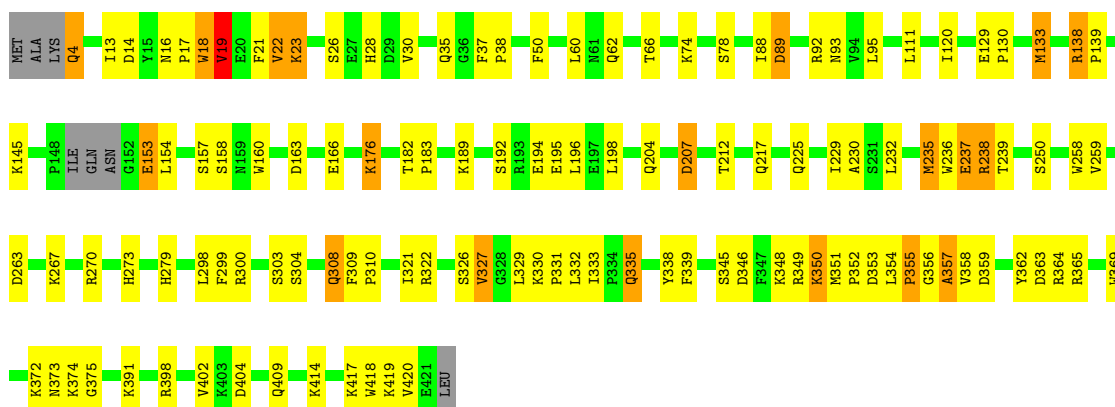 MET ALA LYS Q4 I13 D14 Y15 N16 P17 W18 V19 E20 F21 V22 K23 S26 E27 H28 D29 V30 Q35 G36 F37 P38 F50 L60 N61 Q62 T66 K74 S78 I88 D89 R92 N93 V94 L95 L111 I120 E129 P130 M133 R138 P139
K145 P148 ILE GLN ASN G152 E153 L154 S157 S158 N159 W160 D163 E166 K176 T182 P183 K189 S192 R193 E194 E195 L196 E197 L198 Q204 D207 T212 Q217 Q225 I229 A230 S231 L232 M235 W236 E237 R238 T239 S250 W258 V259
D263 K267 R270 H273 H279 L298 F299 R300 S303 S304 Q308 F309 P310 I321 R322 S326 V327 G328 L329 K330 P331 L332 I333 P334 Q335 Y338 F339 S345 D346 F347 K348 R349 K350 M351 P352 D353 L354 P355 G356 A357 V358 D359 Y362 D363 R364 R365 W369
K372 N373 K374 G375 K391 R398 V402 K403 D404 Q409 K414 K417 W418 K419 V420 E421 LEU